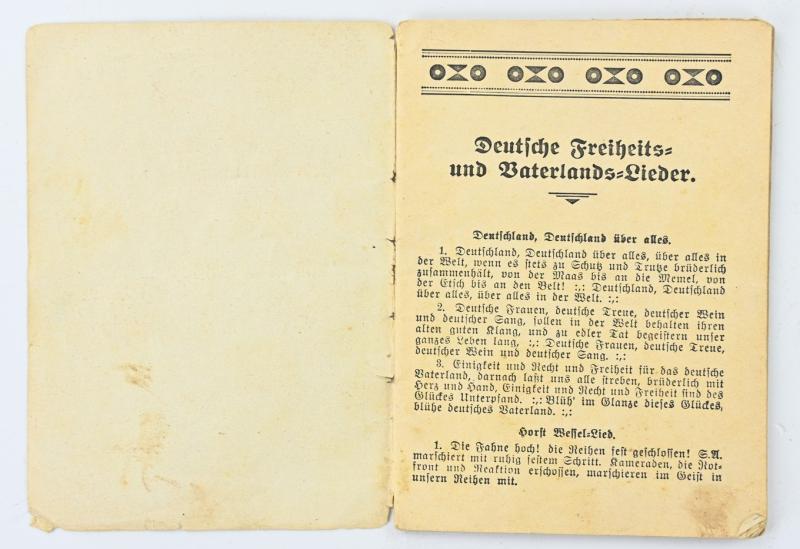 Deutsche Freiheits-
und Vaterlands-Lieder.
Deutschland, Deutschland über alles.
1. Deutschland, Deutschland über alles, über alles in
der Welt, wenn es stets zu Schutz und Trutze brüderlich
zusammenhält, von der Maas bis an die Memel, von
der Etsch bis an den Belt! :,: Deutschland, Deutschland
über alles, über alles in der Welt. :,:
2. Deutsche Frauen, deutsche Treue, deutscher Wein
und deutscher Sang, sollen in der Welt behalten ihren
alten guten Klang, und zu edler Tat begeistern unser
ganzes Leben lang, :,: Deutsche Frauen, deutsche Treue,
deutscher Wein und deutscher Sang. :,:
3. Einigkeit und Recht und Freiheit für das deutsche
Vaterland, darnach laßt uns alle streben, brüderlich mit
Herz und Hand, Einigkeit und Recht und Freiheit sind des
Glückes Unterpfand. :,: Blüh' im Glanze dieses Glückes,
blühe deutsches Vaterland. :,:
Horst Wessel-Lied.
1. Die Fahne hoch! die Reihen fest geschlossen! S.A.
marschiert mit ruhig festem Schritt. Kameraden, die Rot-
front und Reaktion erschossen, marschieren im Geist in
unsern Reihen mit.